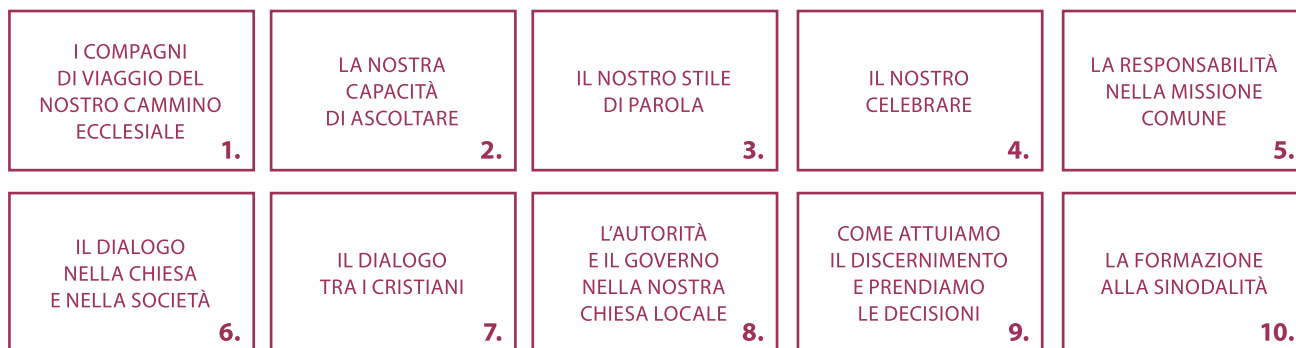 I COMPAGNI
DI VIAGGIO DEL
NOSTRO CAMMINO
ECCLESIALE
1.
LA NOSTRA
CAPACITÀ
DI ASCOLTARE
2.
IL NOSTRO STILE
DI PAROLA
3.
IL NOSTRO
CELEBRARE
4.
LA RESPONSABILITÀ
NELLA MISSIONE
COMUNE
5.
IL DIALOGO
NELLA CHIESA
E NELLA SOCIETÀ
6.
IL DIALOGO
TRA I CRISTIANI
7.
L’AUTORITÀ
E IL GOVERNO
NELLA NOSTRA
CHIESA LOCALE
8.
COME ATTUIAMO
IL DISCERNIMENTO
E PRENDIAMO
LE DECISIONI
9.
LA FORMAZIONE
ALLA SINODALITÀ
10.